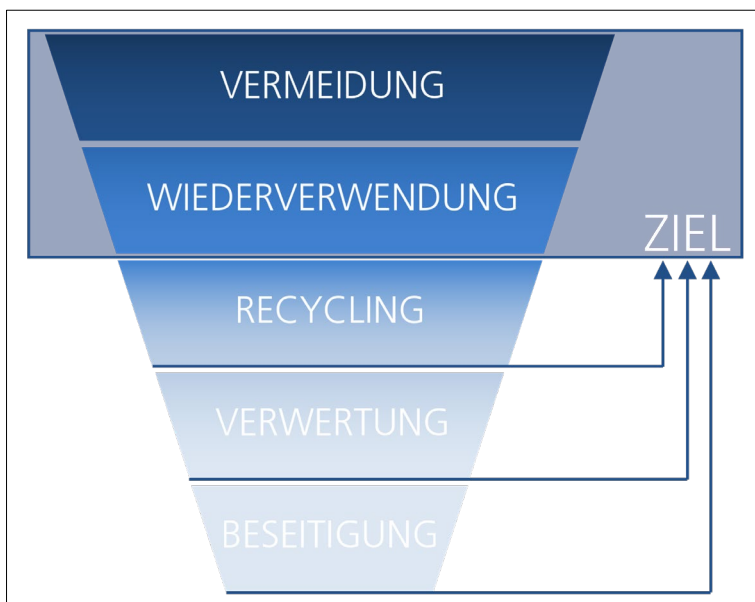 VERMEIDUNG
WIEDERVERWENDUNG
ZIEL
RECYCLING
VERWERTUNG
BESEITIGUNG